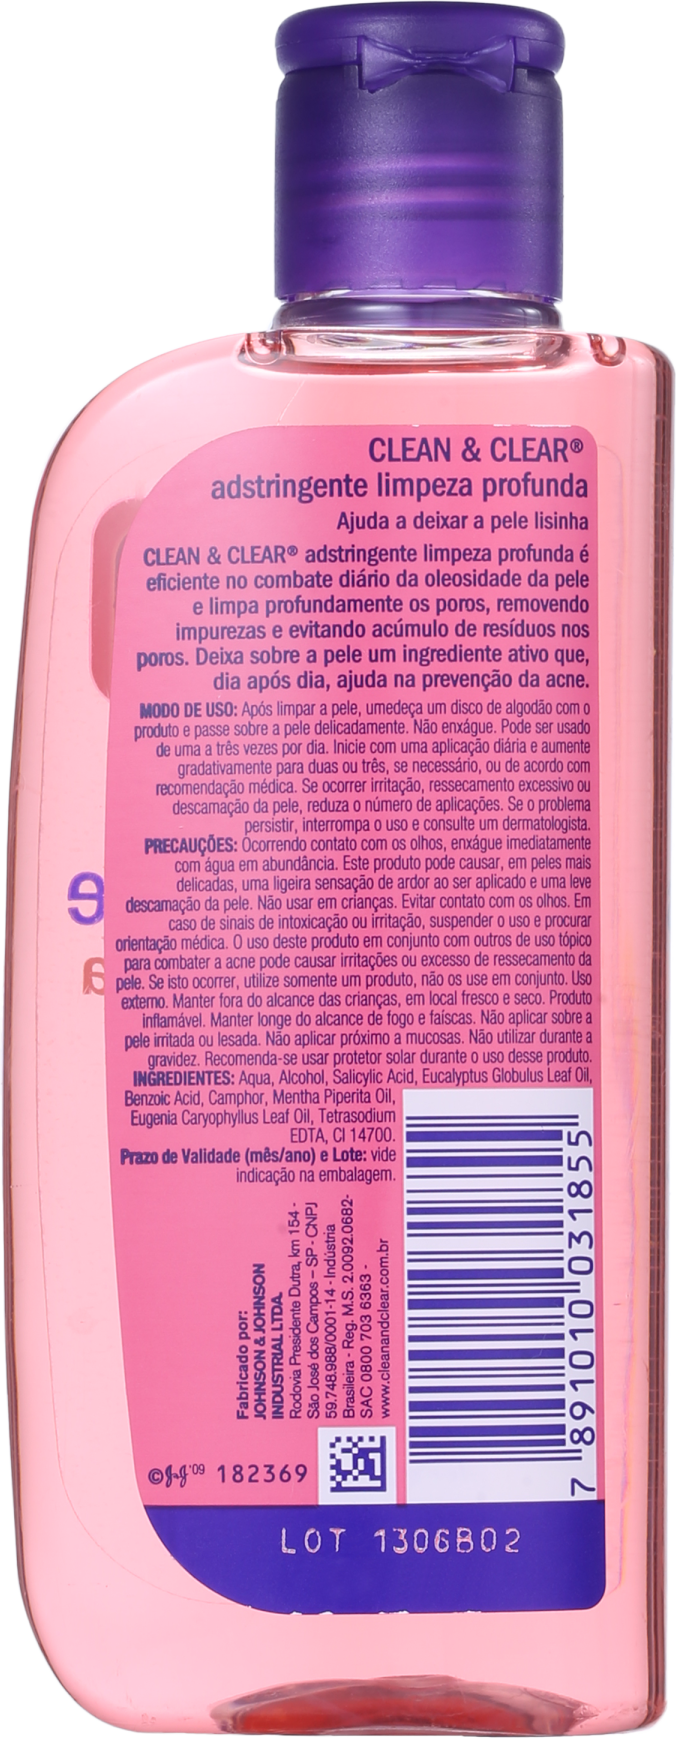 CLEAN & CLEAR®
adstringente limpeza profunda
Ajuda a deixar a pele lisinha
CLEAN & CLEAR® adstringente limpeza profunda é
eficiente no combate diário da oleosidade da pele
e limpa profundamente os poros, removendo
impurezas e evitando acúmulo de resíduos nos
poros. Deixa sobre a pele um ingrediente ativo que,
dia após dia, ajuda na prevenção da acne.
MODO DE USO: Após limpar a pele, umedeça um disco de algodão com o
produto e passe sobre a pele delicadamente. Não enxágue. Pode ser usado
de uma a três vezes por dia. Inicie com uma aplicação diária e aumente
gradativamente para duas ou três, se necessário, ou de acordo com
recomendação médica. Se ocorrer irritação, ressecamento excessivo ou
descamação da pele, reduza o número de aplicações. Se o problema
persistir, interrompa o uso e consulte um dermatologista.
PRECAUÇÕES: Ocorrendo contato com os olhos, enxágue imediatamente
com água em abundância. Este produto pode causar, em peles mais
delicadas, uma ligeira sensação de ardor ao ser aplicado e uma leve
descamação da pele. Não usar em crianças. Evitar contato com os olhos. Em
caso de sinais de intoxicação ou irritação, suspender o uso e procurar
orientação médica. O uso deste produto em conjunto com outros de uso tópico
para combater a acne pode causar irritações ou excesso de ressecamento da
pele. Se isto ocorrer, utilize somente um produto, não os use em conjunto. Uso
externo. Manter fora do alcance das crianças, em local fresco e seco. Produto
inflamável. Manter longe do alcance de fogo e faíscas. Não aplicar sobre a
pele irritada ou lesada. Não aplicar próximo a mucosas. Não utilizar durante a
gravidez. Recomenda-se usar protetor solar durante o uso desse produto.
INGREDIENTES: Aqua, Alcohol, Salicylic Acid, Eucalyptus Globulus Leaf Oil,
Benzoic Acid, Camphor, Mentha Piperita Oil,
Eugenia Caryophyllus Leaf Oil, Tetrasodium
EDTA, CI 14700.
Prazo de Validade (mês/ano) e Lote: vide
indicação na embalagem.
Fabricado por:
JOHNSON & JOHNSON
INDUSTRIAL LTDA.
Rodovia Presidente Dutra, km 154 -
São José dos Campos – SP - CNPJ
59.748.988/0001-14 - Indústria
Brasileira - Reg. M.S. 2.0092.0682-
SAC 0800 703 6363 -
www.cleanandclear.com.br
7 891010 031855
©J&J'09 182369
LOT 1306B02